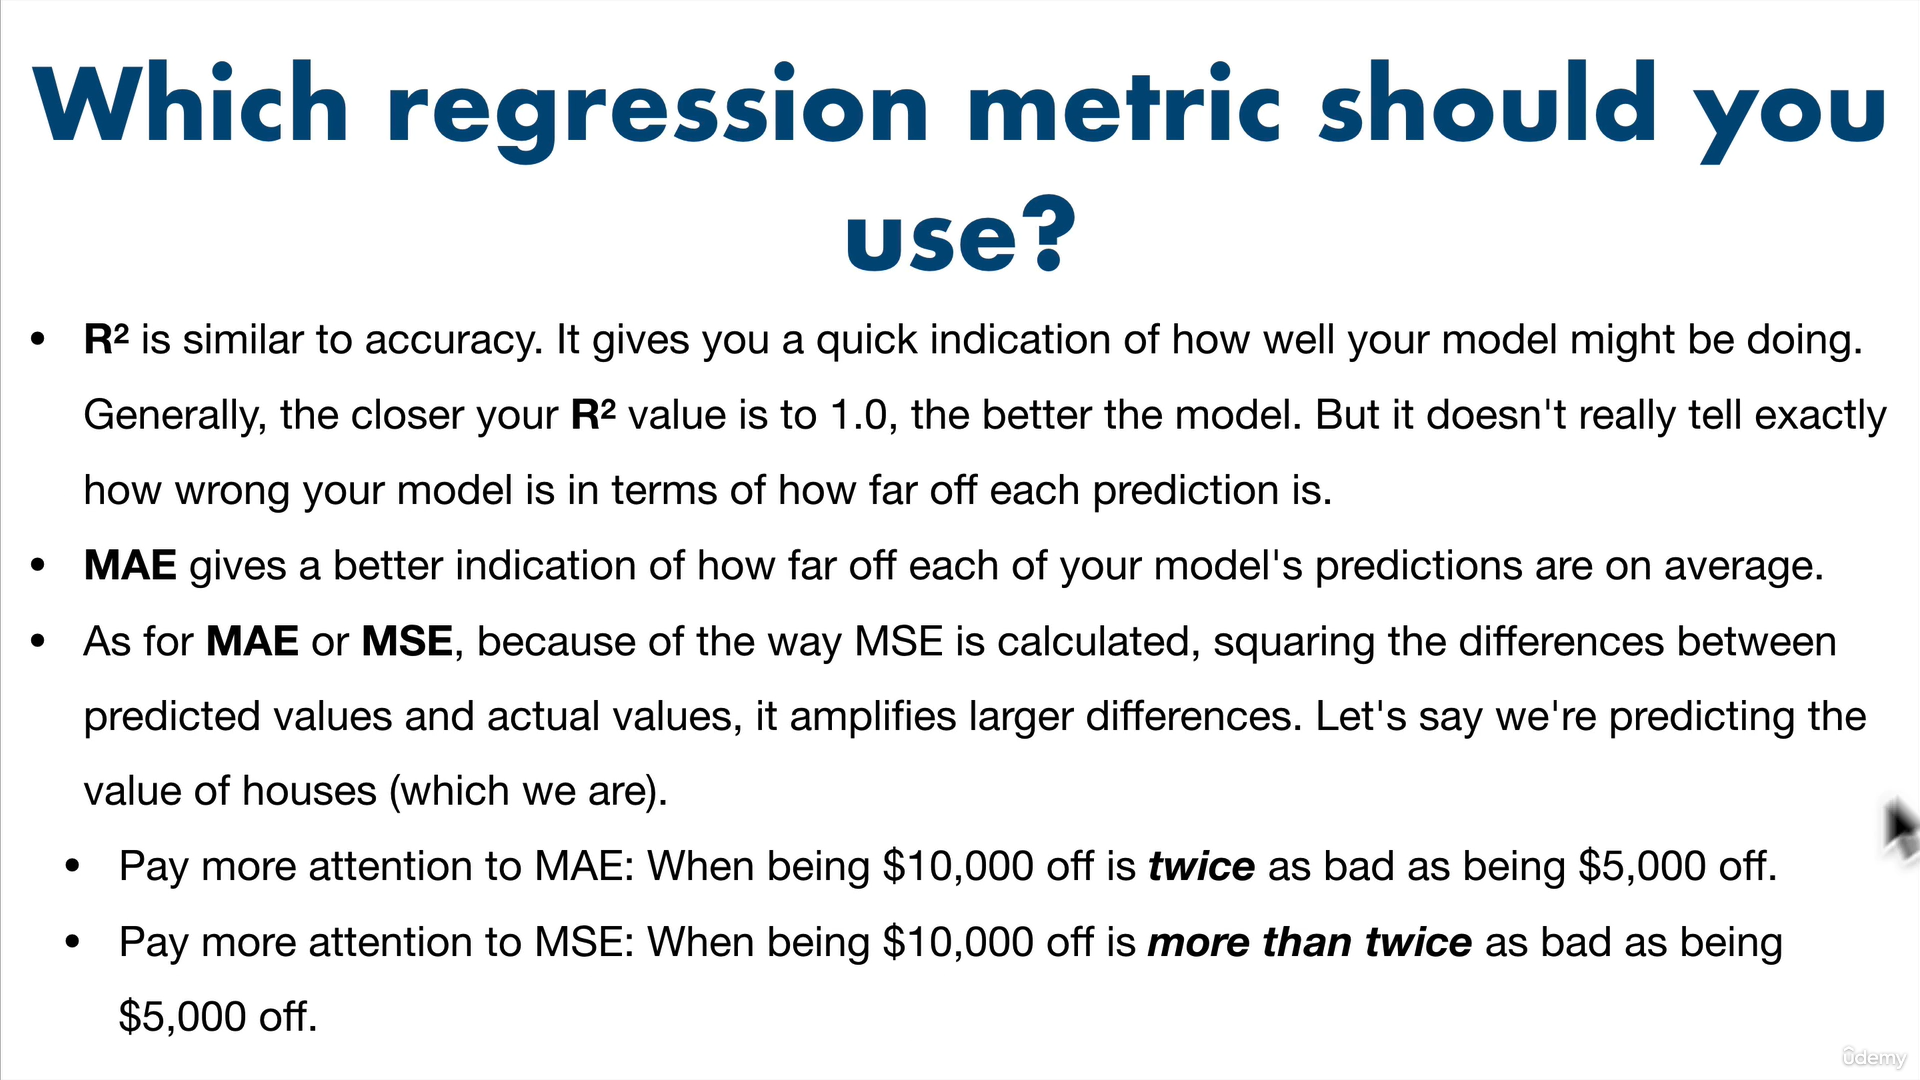 Which regression metric should you
use?
• R² is similar to accuracy. It gives you a quick indication of how well your model might be doing.
Generally, the closer your R² value is to 1.0, the better the model. But it doesn't really tell exactly
how wrong your model is in terms of how far off each prediction is.
• MAE gives a better indication of how far off each of your model's predictions are on average.
• As for MAE or MSE, because of the way MSE is calculated, squaring the differences between
predicted values and actual values, it amplifies larger differences. Let's say we're predicting the
value of houses (which we are).
• Pay more attention to MAE: When being $10,000 off is twice as bad as being $5,000 off.
• Pay more attention to MSE: When being $10,000 off is more than twice as bad as being
$5,000 off.
ûdemy